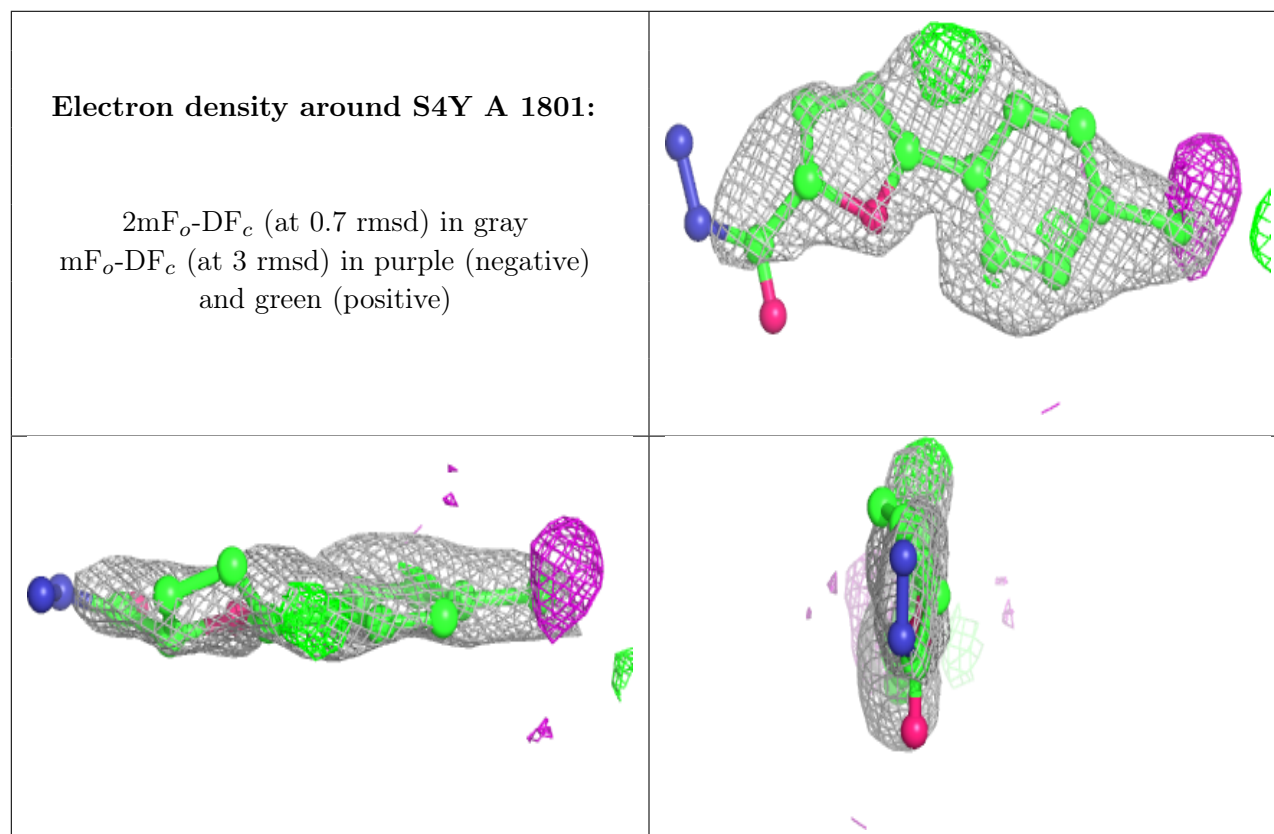 Electron density around S4Y A 1801:
2mFo-DFc (at 0.7 rmsd) in gray
mFo-DFc (at 3 rmsd) in purple (negative)
and green (positive)